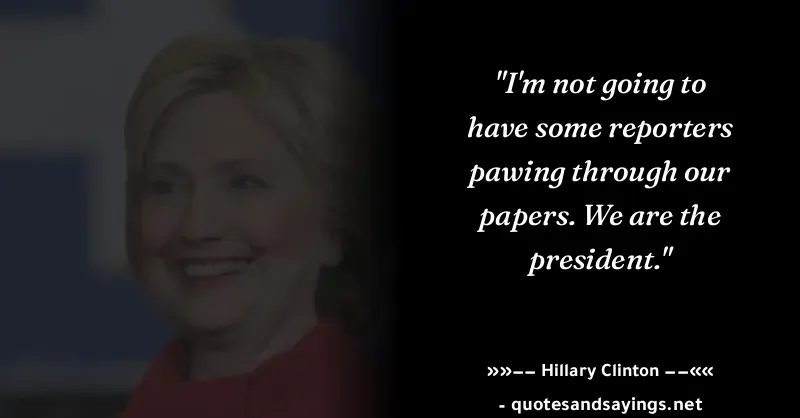 "I'm not going to
have some reporters
pawing through our
papers. We are the
president."
»»−− Hillary Clinton −−««
- quotesandsayings.net